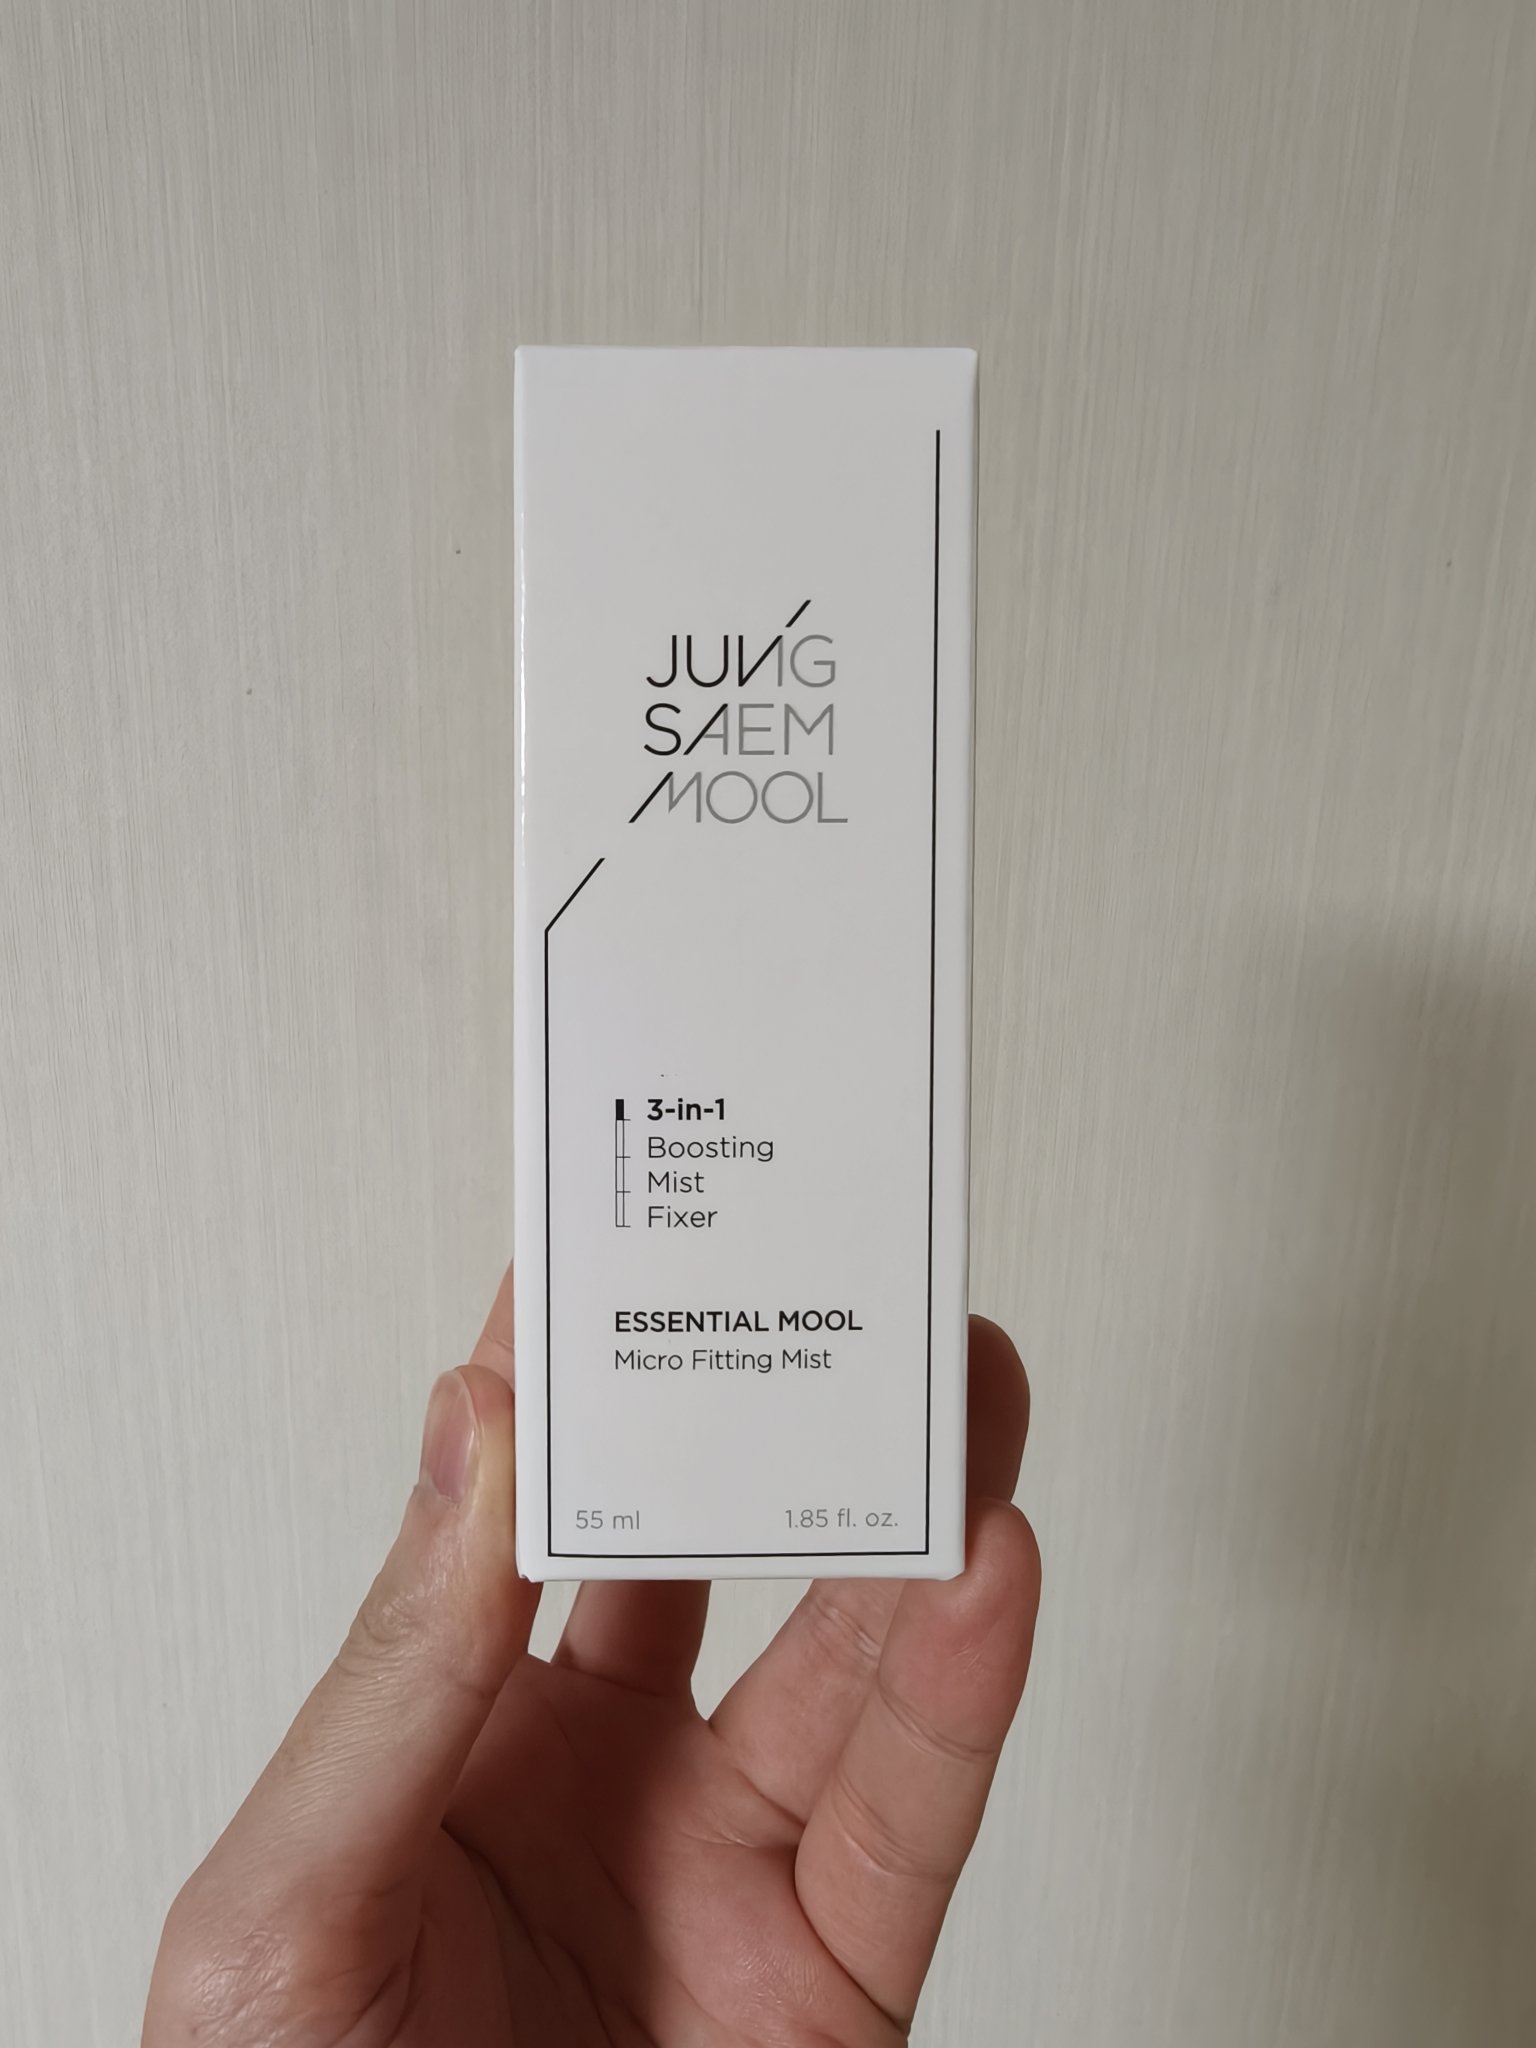 JUNG
SAEM
MOOL
3-in-1
Boosting
Mist
Fixer
ESSENTIAL MOOL
Micro Fitting Mist
55 ml 1.85 fl. oz.